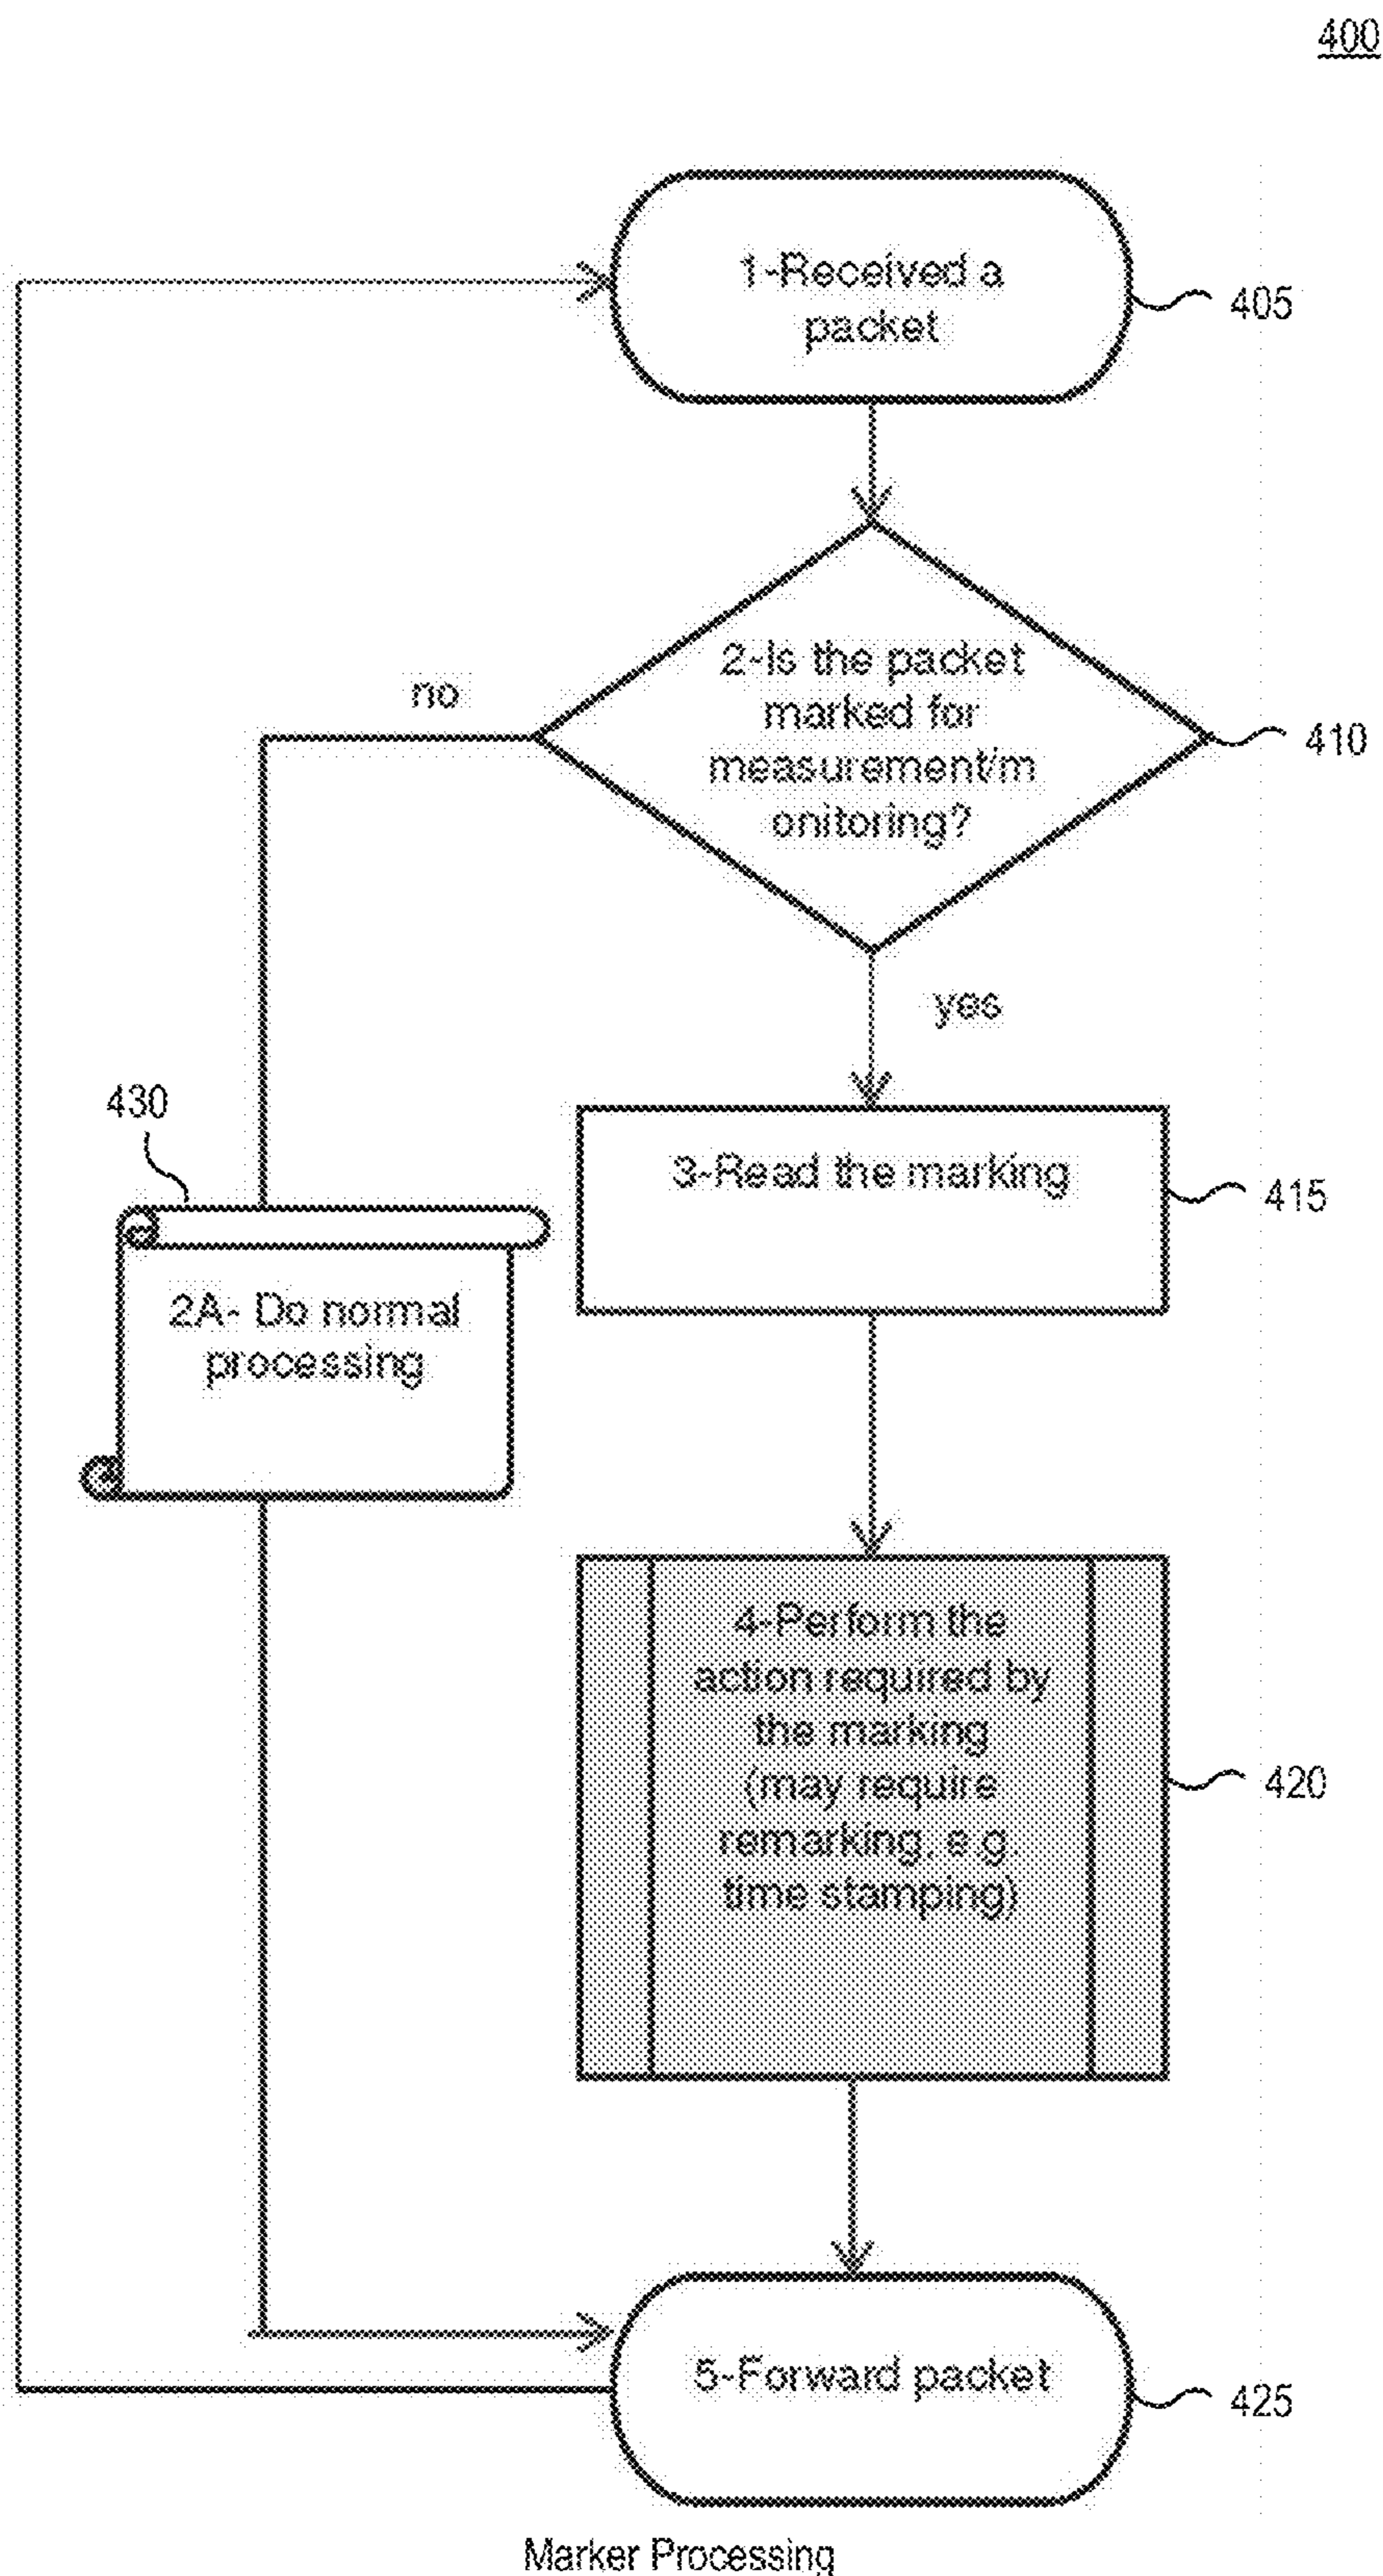 400
1-Received a
packet
405
2-Is the packet
marked for
measurement/m
onitoring?
410
no
yes
430
3-Read the marking
415
2A- Do normal
processing
4-Perform the
action required by
the marking
(may require
remarking, e.g.
time stamping)
420
5-Forward packet
425
Marker Processing